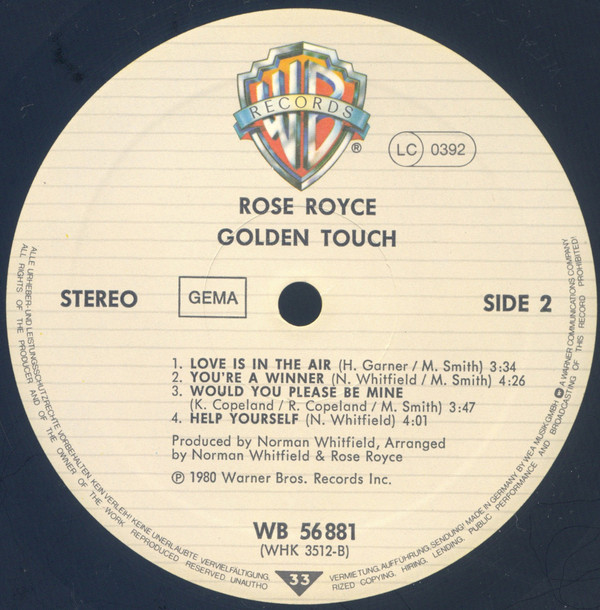 WB
RECORDS
®
LC 0392
ROSE ROYCE
GOLDEN TOUCH
STEREO
GEMA
SIDE 2
1. LOVE IS IN THE AIR (H. Garner / M. Smith) 3:34
2. YOU'RE A WINNER (N. Whitfield / M. Smith) 4:26
3. WOULD YOU PLEASE BE MINE
(K. Copeland / R. Copeland / M. Smith) 3:47
4. HELP YOURSELF (N. Whitfield) 4:01
Produced by Norman Whitfield, Arranged
by Norman Whitfield & Rose Royce
℗ 1980 Warner Bros. Records Inc.
WB 56 881
(WHK 3512-B)
33
ALLE URHEBER- UND LEISTUNGSSCHUTZRECHTE VORBEHALTEN. KEIN VERLEIH! KEINE UNERLAUBTE VERVIELFÄLTIGUNG, VERMIETUNG, AUFFÜHRUNG, SENDUNG! MADE IN GERMANY BY WEA MUSIK GMBH A WARNER COMMUNICATIONS COMPANY
ALL RIGHTS OF THE PRODUCER AND OF THE OWNER OF THE WORK REPRODUCED RESERVED. UNAUTHORIZED COPYING, HIRING, LENDING, PUBLIC PERFORMANCE AND BROADCASTING OF THIS RECORD PROHIBITED!